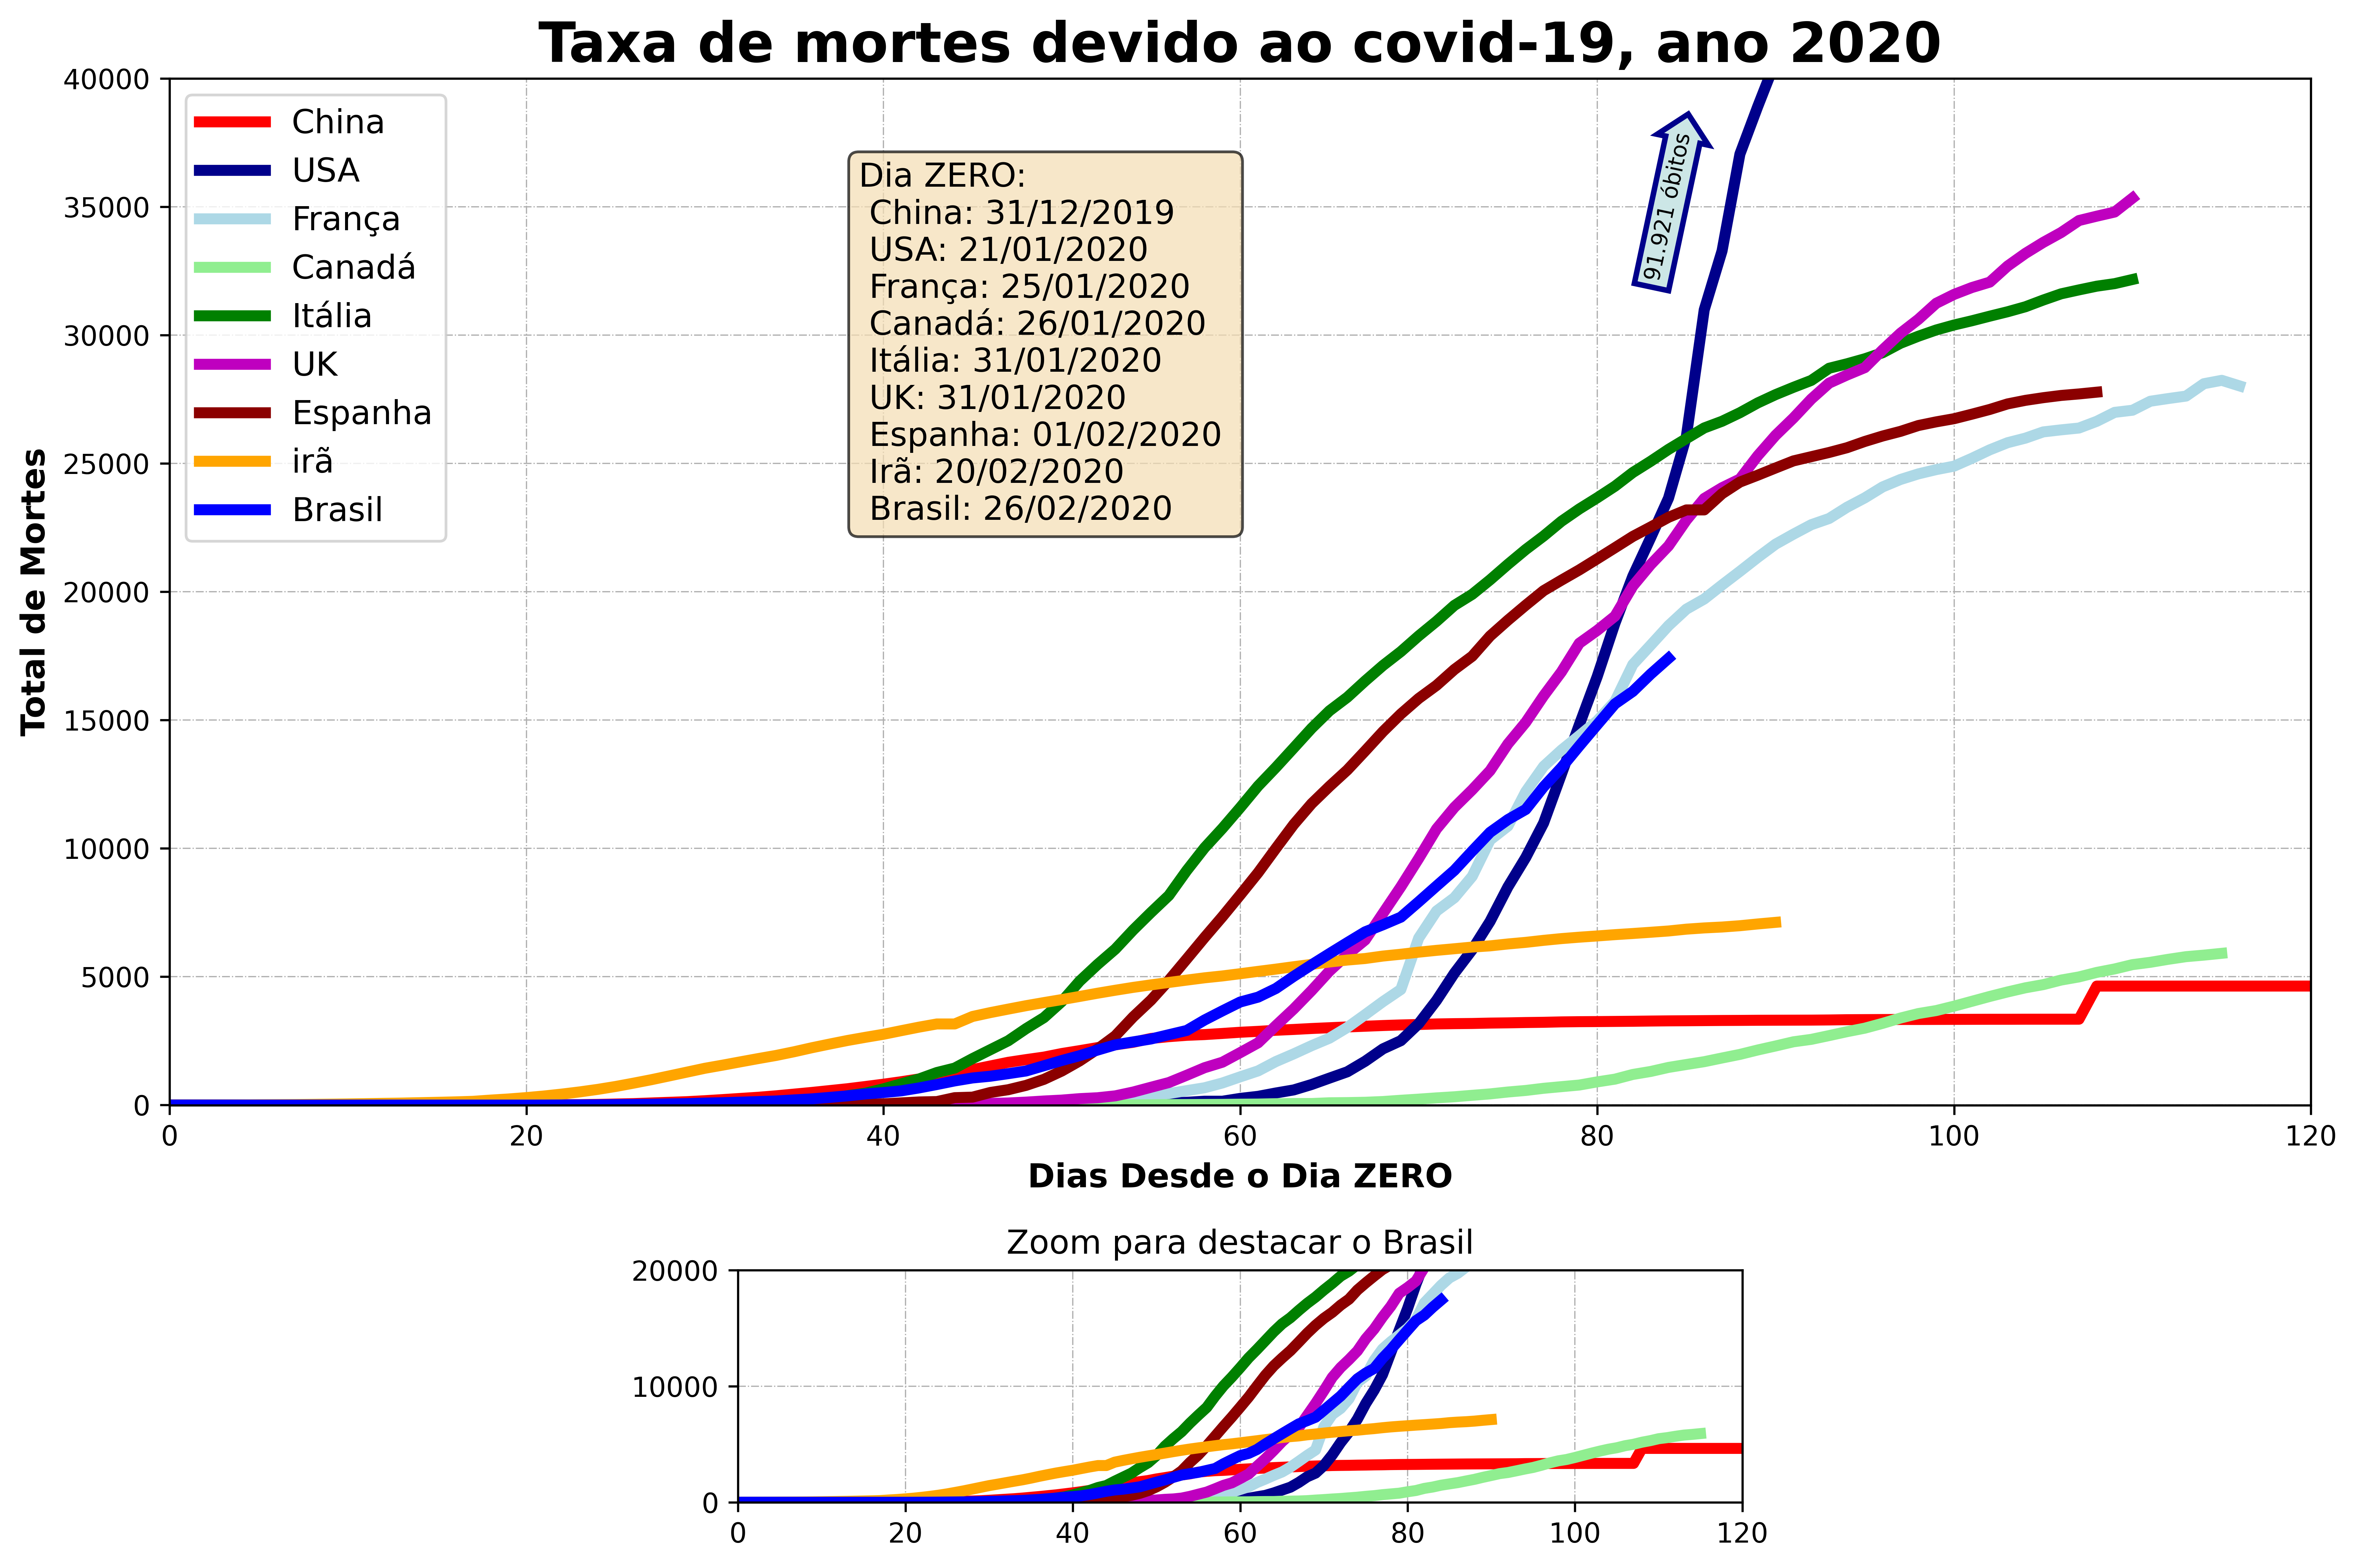 Taxa de mortes devido ao covid-19, ano 2020
40000
35000
30000
25000
20000
15000
10000
5000
0
Total de Mortes
China
USA
França
Canadá
Itália
UK
Espanha
irã
Brasil
Dia ZERO:
China: 31/12/2019
USA: 21/01/2020
França: 25/01/2020
Canadá: 26/01/2020
Itália: 31/01/2020
UK: 31/01/2020
Espanha: 01/02/2020
Irã: 20/02/2020
Brasil: 26/02/2020
91.921 óbitos
0 20 40 60 80 100 120
Dias Desde o Dia ZERO
Zoom para destacar o Brasil
20000
10000
0
0 20 40 60 80 100 120